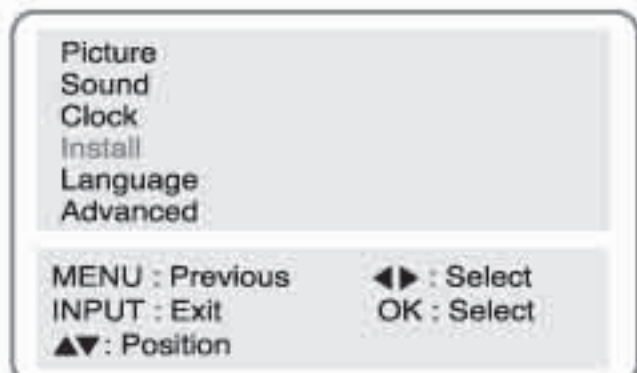 Picture
Sound
Clock
Install
Language
Advanced
MENU : Previous ◀▶ : Select
INPUT : Exit OK : Select
▲▼ : Position